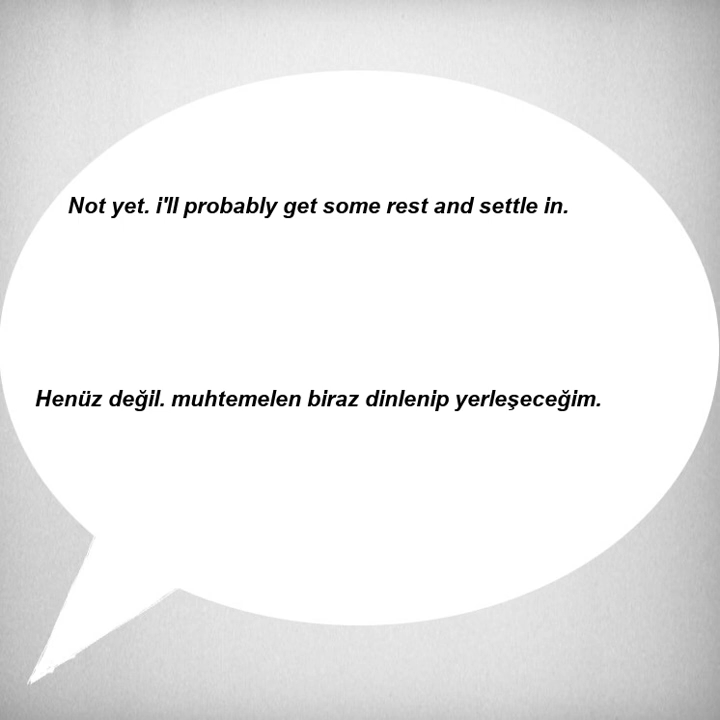 Not yet. i'll probably get some rest and settle in.
Henüz değil. muhtemelen biraz dinlenip yerleşeceğim.